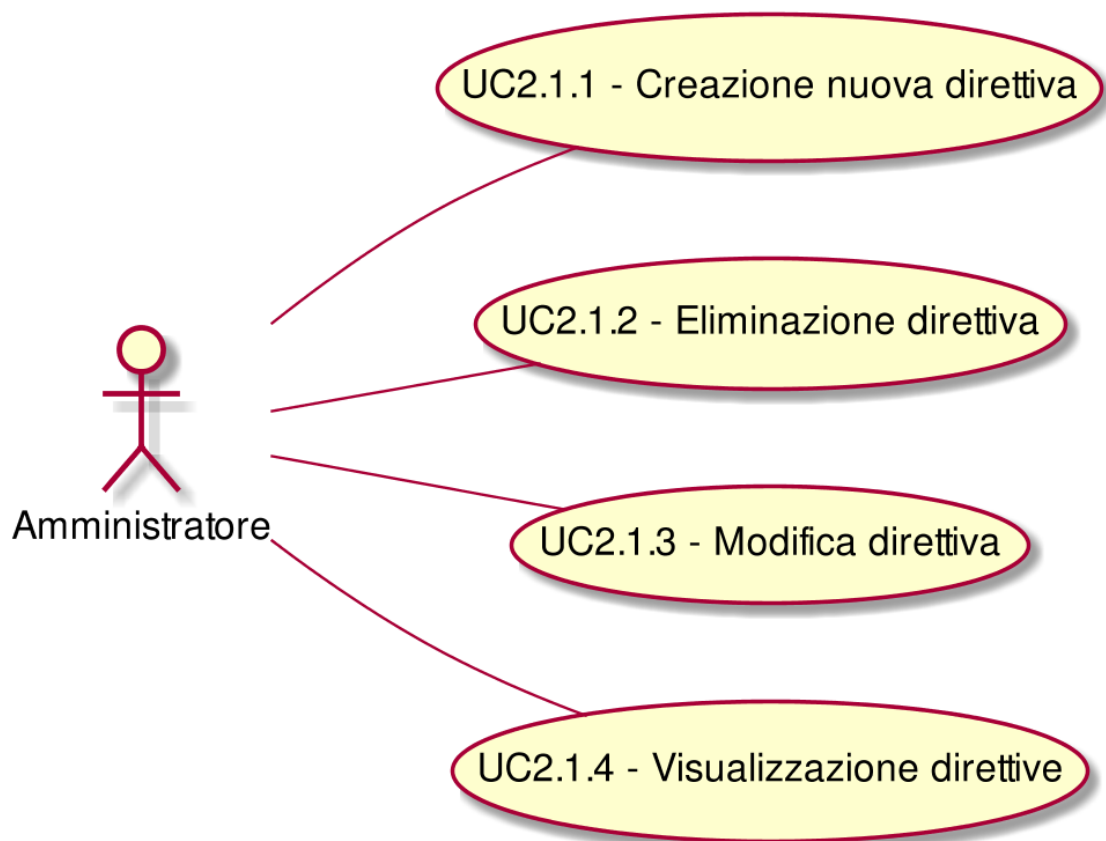 UC2.1.1 - Creazione nuova direttiva
UC2.1.2 - Eliminazione direttiva
UC2.1.3 - Modifica direttiva
Amministratore
UC2.1.4 - Visualizzazione direttive